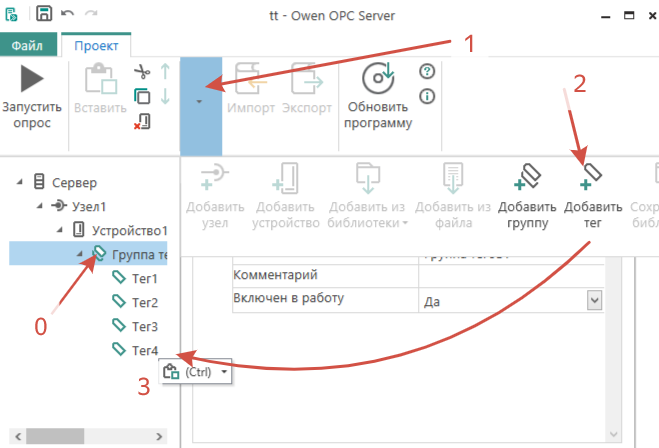 tt - Owen OPC Server
Файл
Проект
1
Запустить
опрос
Вставить
Импорт
Экспорт
Обновить
программу
2
Сервер
Узел1
Устройство1
Группа те
Тег1
Тег2
Тег3
Тег4
0
3
(Ctrl)
Добавить
узел
Добавить
устройство
Добавить из
библиотеки
Добавить из
файла
Добавить
группу
Добавить
тег
Сохр
библ
Комментарий
Включен в работу
Да